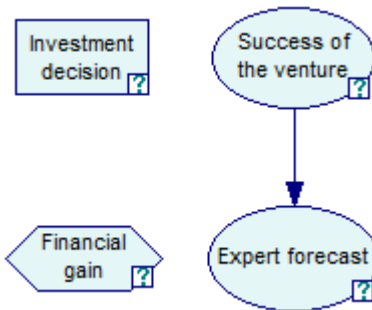 Investment
decision
?
Success of
the venture
?
Financial
gain
?
Expert forecast
?